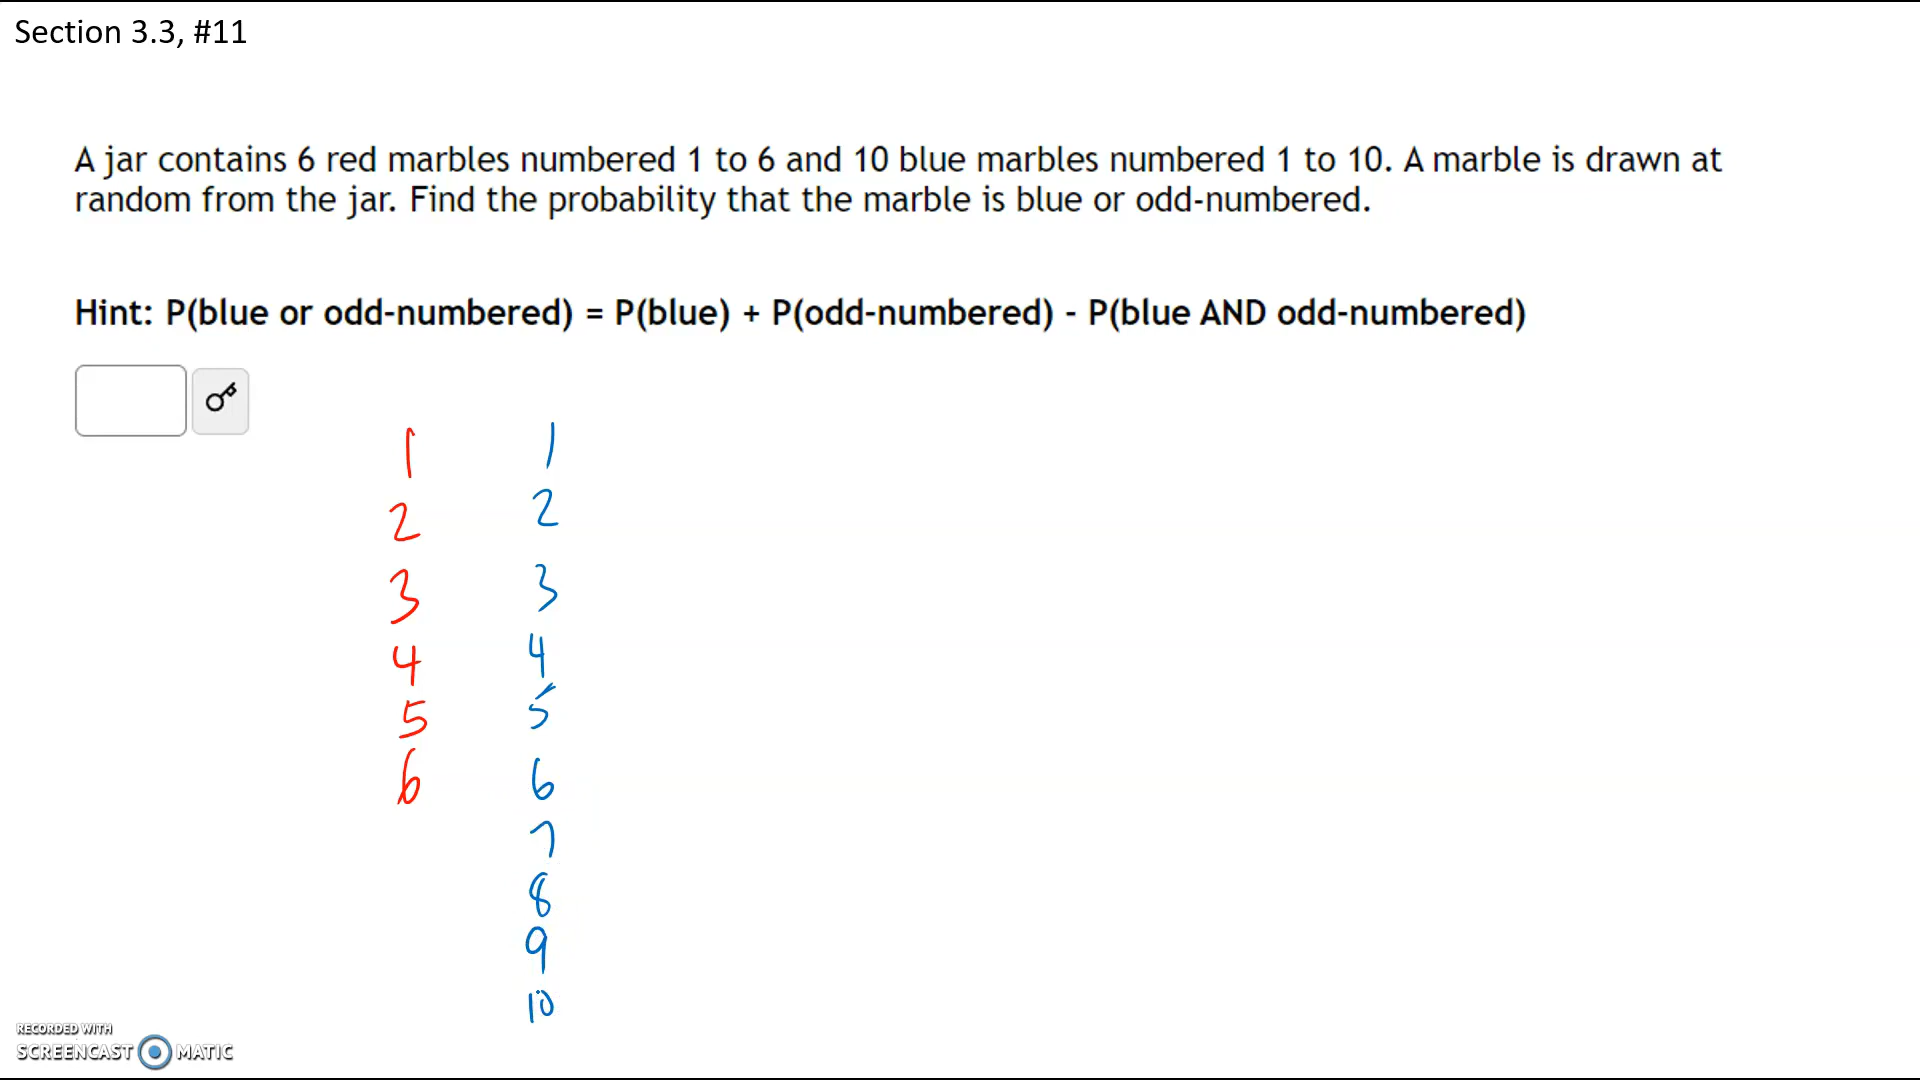 Section 3.3, #11
A jar contains 6 red marbles numbered 1 to 6 and 10 blue marbles numbered 1 to 10. A marble is drawn at
random from the jar. Find the probability that the marble is blue or odd-numbered.
Hint: P(blue or odd-numbered) = P(blue) + P(odd-numbered) - P(blue AND odd-numbered)
1 1
2 2
3 3
4 4
5 5
6 6
7
8
9
10
RECORDED WITH
SCREENCAST MATIC